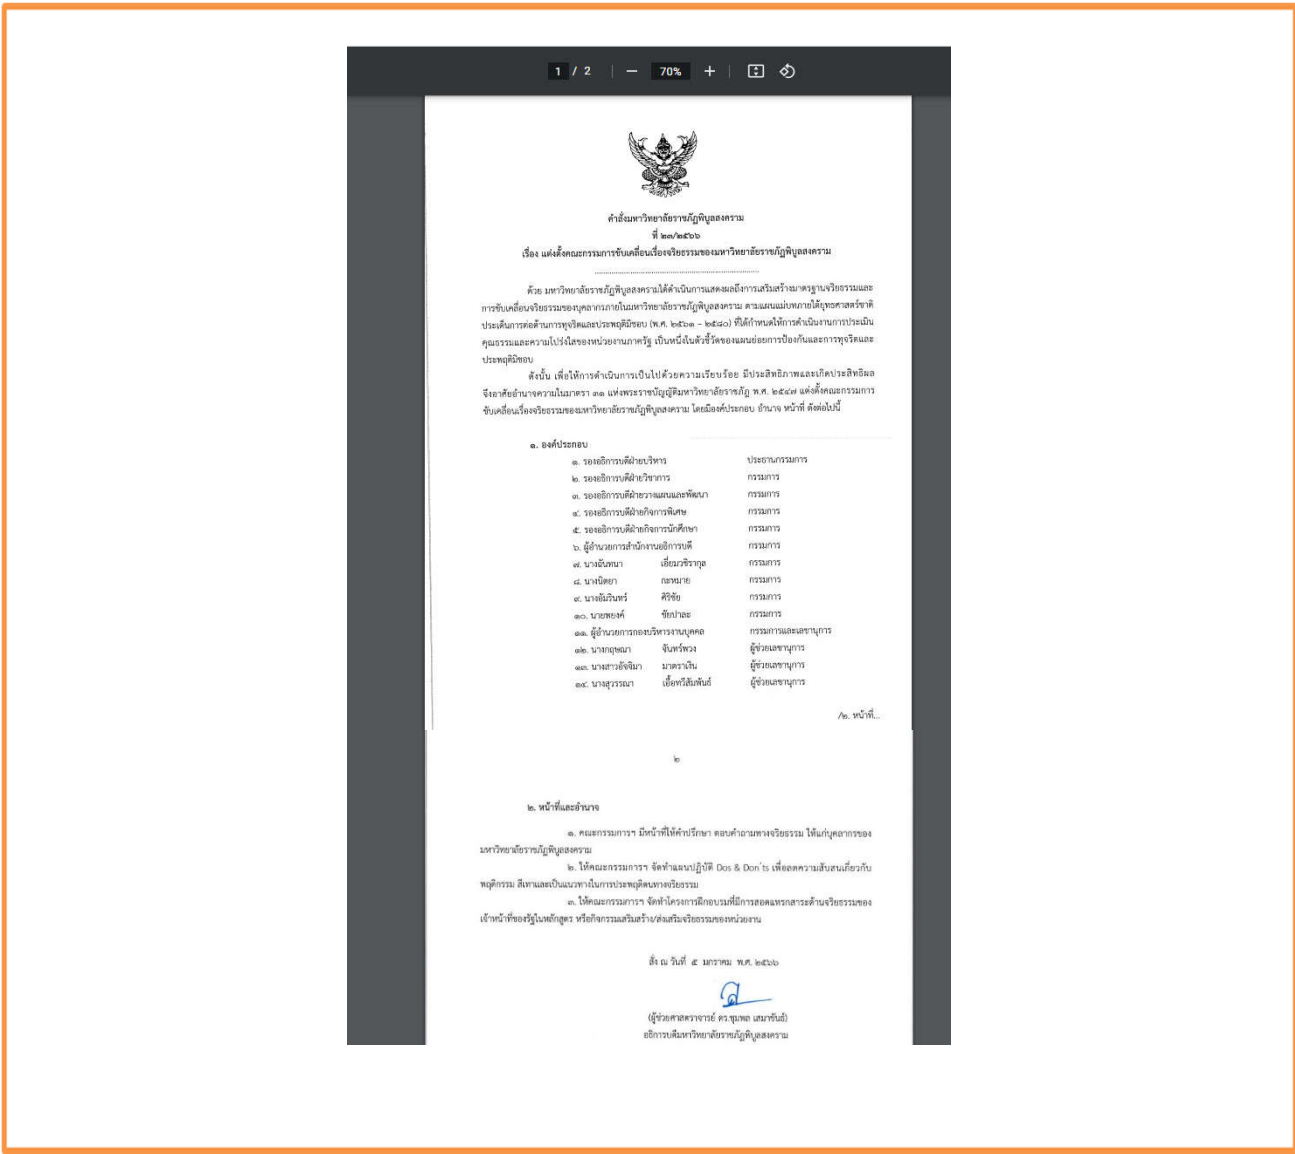 1 / 2 | — 70% + |
คำสั่งมหาวิทยาลัยราชภัฏพิบูลสงคราม
ที่ ๒๓/๒๕๖๖
เรื่อง แต่งตั้งคณะกรรมการขับเคลื่อนเรื่องจริยธรรมของมหาวิทยาลัยราชภัฏพิบูลสงคราม
ด้วย มหาวิทยาลัยราชภัฏพิบูลสงครามได้ดำเนินการแสดงผลถึงการเสริมสร้างมาตรฐานจริยธรรมและ
การขับเคลื่อนจริยธรรมของบุคลากรภายในมหาวิทยาลัยราชภัฏพิบูลสงคราม ตามแผนแม่บทภายใต้ยุทธศาสตร์ชาติ
ประเด็นการต่อต้านการทุจริตและประพฤติมิชอบ (พ.ศ. ๒๕๖๑ – ๒๕๘๐) ที่ได้กำหนดให้การดำเนินงานการประเมิน
คุณธรรมและความโปร่งใสของหน่วยงานภาครัฐ เป็นหนึ่งในตัวชี้วัดของแผนย่อยการป้องกันและการทุจริตและ
ประพฤติมิชอบ
ดังนั้น เพื่อให้การดำเนินการเป็นไปด้วยความเรียบร้อย มีประสิทธิภาพและเกิดประสิทธิผล
จึงอาศัยอำนาจความในมาตรา ๓๑ แห่งพระราชบัญญัติมหาวิทยาลัยราชภัฏ พ.ศ. ๒๕๔๗ แต่งตั้งคณะกรรมการ
ขับเคลื่อนเรื่องจริยธรรมของมหาวิทยาลัยราชภัฏพิบูลสงคราม โดยมีองค์ประกอบ อำนาจ หน้าที่ ดังต่อไปนี้
๑. องค์ประกอบ
๑. รองอธิการบดีฝ่ายบริหาร ประธานกรรมการ
๒. รองอธิการบดีฝ่ายวิชาการ กรรมการ
๓. รองอธิการบดีฝ่ายวางแผนและพัฒนา กรรมการ
๔. รองอธิการบดีฝ่ายกิจการพิเศษ กรรมการ
๕. รองอธิการบดีฝ่ายกิจการนักศึกษา กรรมการ
๖. ผู้อำนวยการสำนักงานอธิการบดี กรรมการ
๗. นางฉันทนา เอี่ยมวชิรากุล กรรมการ
๘. นางนิตยา กะหมาย กรรมการ
๙. นางอัมวินทร์ ศิริชัย กรรมการ
๑๐. นายพยงค์ ขัยปาละ กรรมการ
๑๑. ผู้อำนวยการกองบริหารงานบุคคล กรรมการและเลขานุการ
๑๒. นางกฤษณา จันทร์พวง ผู้ช่วยเลขานุการ
๑๓. นางสาวอัจจิมา มาตราเงิน ผู้ช่วยเลขานุการ
๑๔. นางสุวรรณา เอื้อทวีสัมพันธ์ ผู้ช่วยเลขานุการ
/๒. หน้าที่...
๒
๒. หน้าที่และอำนาจ
๑. คณะกรรมการฯ มีหน้าที่ให้คำปรึกษา ตอบคำถามทางจริยธรรม ให้แก่บุคลากรของ
มหาวิทยาลัยราชภัฏพิบูลสงคราม
๒. ให้คณะกรรมการฯ จัดทำแผนปฏิบัติ Dos & Don'ts เพื่อลดความสับสนเกี่ยวกับ
พฤติกรรม สีเทาและเป็นแนวทางในการประพฤติตนทางจริยธรรม
๓. ให้คณะกรรมการฯ จัดทำโครงการฝึกอบรมที่มีการสอดแทรกสาระด้านจริยธรรมของ
เจ้าหน้าที่ของรัฐในหลักสูตร หรือกิจกรรมเสริมสร้าง/ส่งเสริมจริยธรรมของหน่วยงาน
สั่ง ณ วันที่ ๕ มกราคม พ.ศ. ๒๕๖๖
(ผู้ช่วยศาสตราจารย์ ดร.ชุมพล เสมาขันธ์)
อธิการบดีมหาวิทยาลัยราชภัฏพิบูลสงคราม